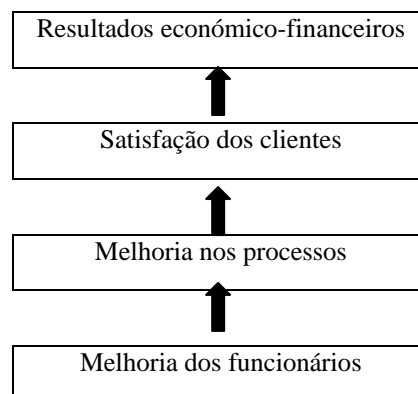 Resultados económico-financeiros
Satisfação dos clientes
Melhoria nos processos
Melhoria dos funcionários